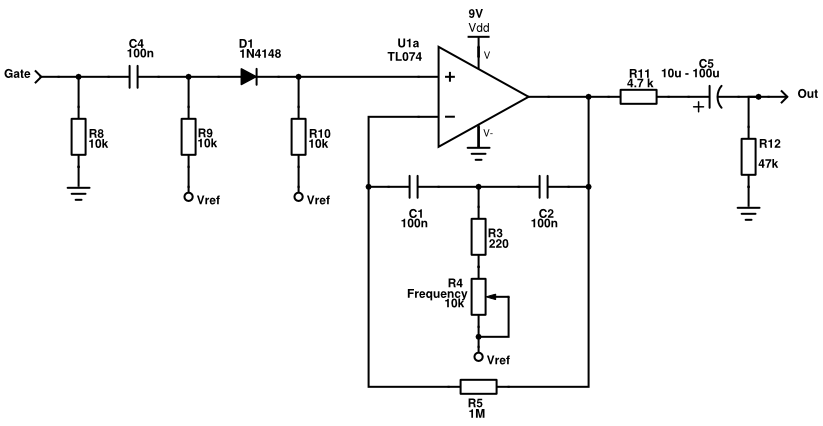 9V
Vdd
C4
100n
D1
1N4148
U1a
TL074
V
C5
10u - 100u
R11
4.7 k
Gate
+
Out
+
−
V-
R8
10k
R9
10k
R10
10k
R12
47k
Vref
Vref
C1
100n
C2
100n
R3
220
R4
Frequency
10k
Vref
R5
1M